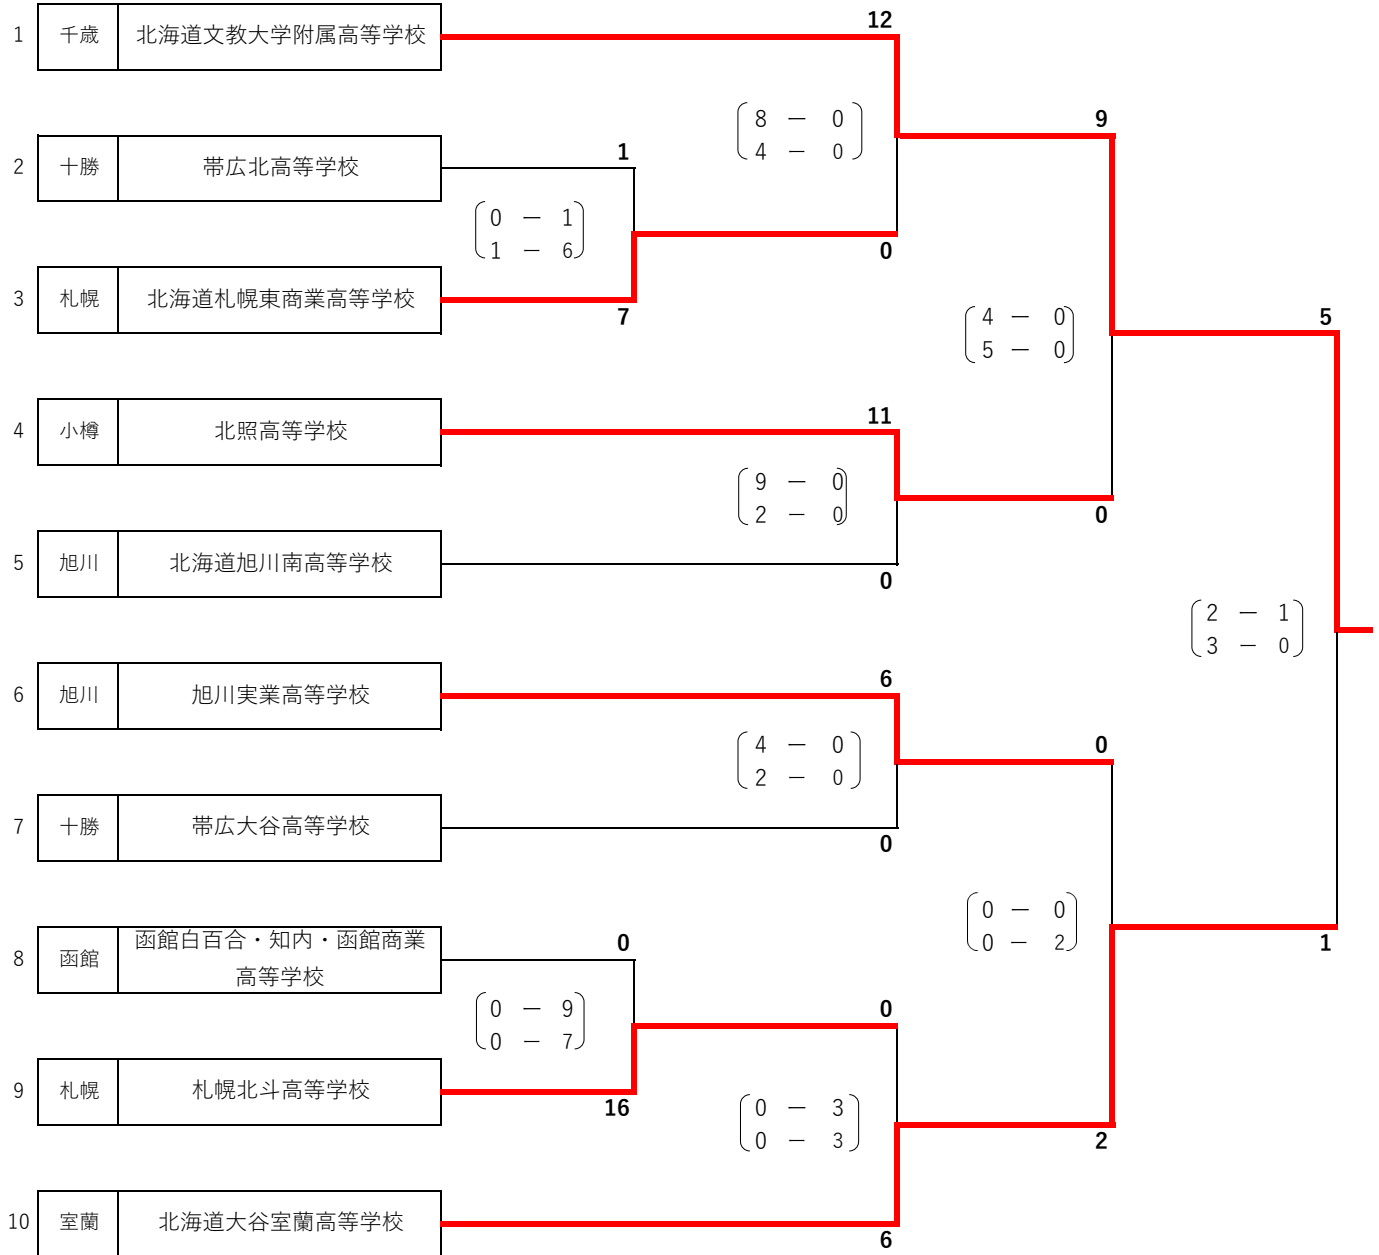 12
1 千歳 北海道文教大学附属高等学校
8 － 0
9
4 － 0
1
2 十勝 帯広北高等学校
0 － 1
1 － 6
0
3 札幌 北海道札幌東商業高等学校
7
4 － 0
5
5 － 0
11
4 小樽 北照高等学校
9 － 0
2 － 0
0
5 旭川 北海道旭川南高等学校
0
2 － 1
3 － 0
6
6 旭川 旭川実業高等学校
4 － 0
0
2 － 0
7 十勝 帯広大谷高等学校
0
0 － 0
0 － 2
1
函館白百合・知内・函館商業
8 函館
高等学校
0
0 － 9
0
0 － 7
9 札幌 札幌北斗高等学校
16
0 － 3
0 － 3
2
10 室蘭 北海道大谷室蘭高等学校
6